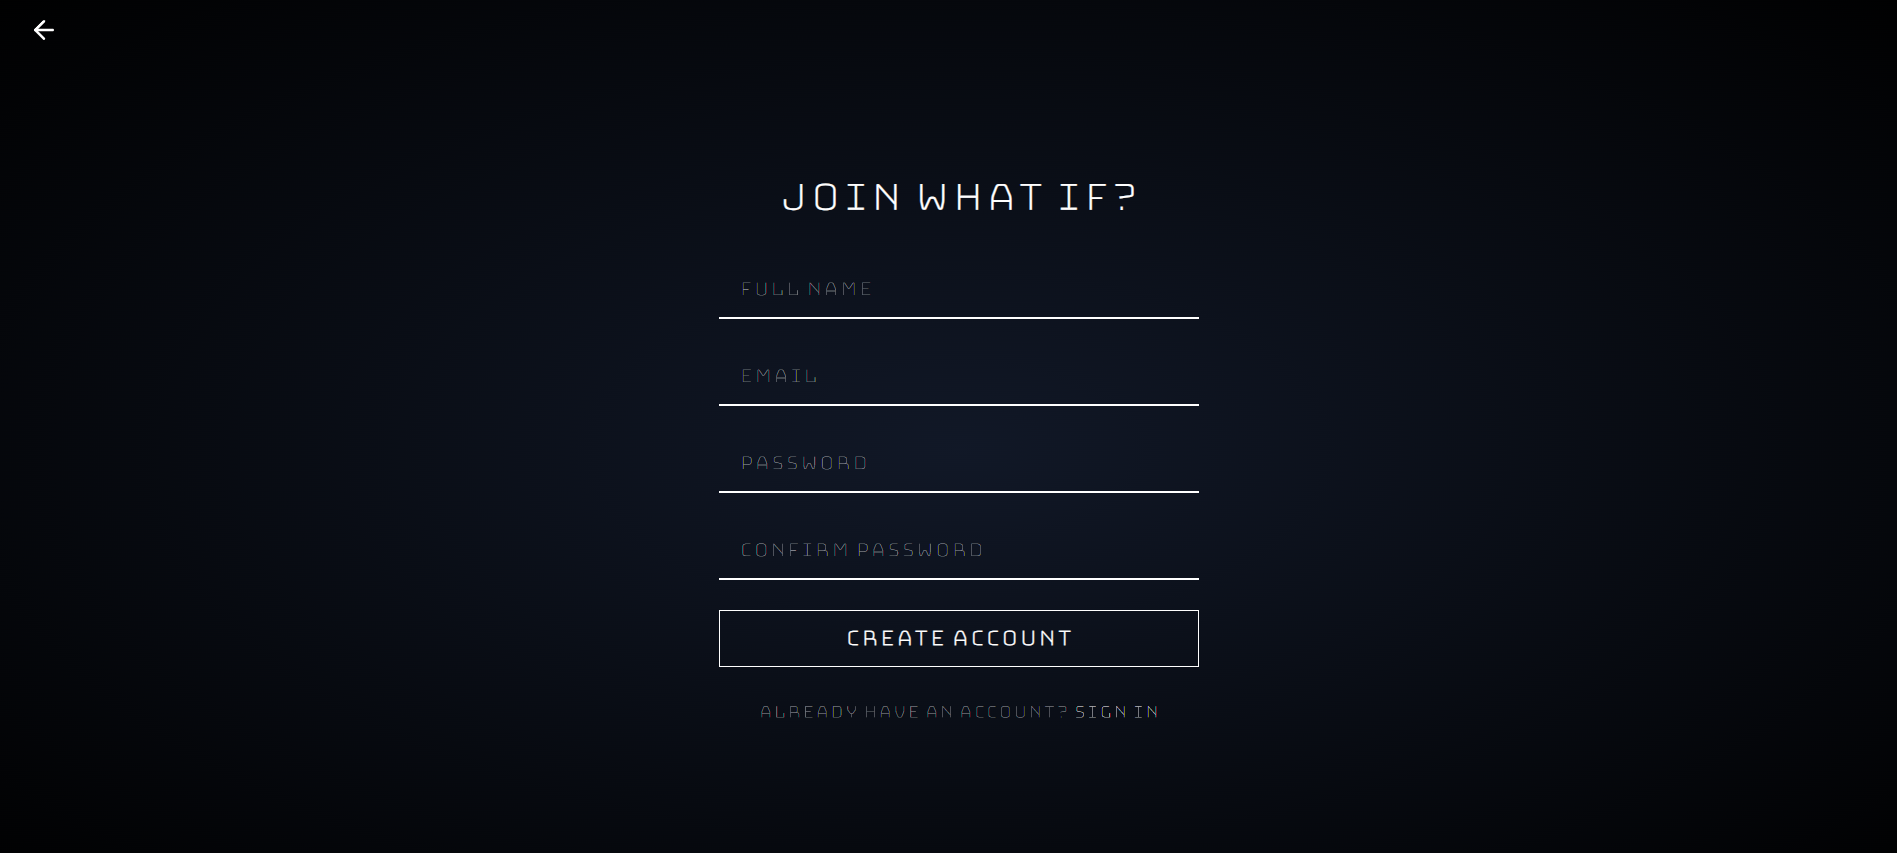 JOIN WHAT IF?
FULL NAME
EMAIL
PASSWORD
CONFIRM PASSWORD
CREATE ACCOUNT
ALREADY HAVE AN ACCOUNT? SIGN IN